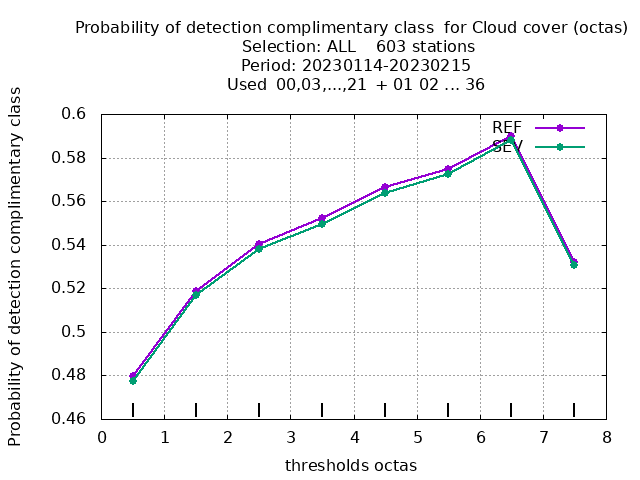 Probability of detection complimentary class for Cloud cover (octas)
Selection: ALL 603 stations
Period: 20230114-20230215
Used 00,03,...,21 + 01 02 ... 36
Probability of detection complimentary class
0.6
0.58
0.56
0.54
0.52
0.5
0.48
0.46
REF
SEV
0 1 2 3 4 5 6 7 8
thresholds octas